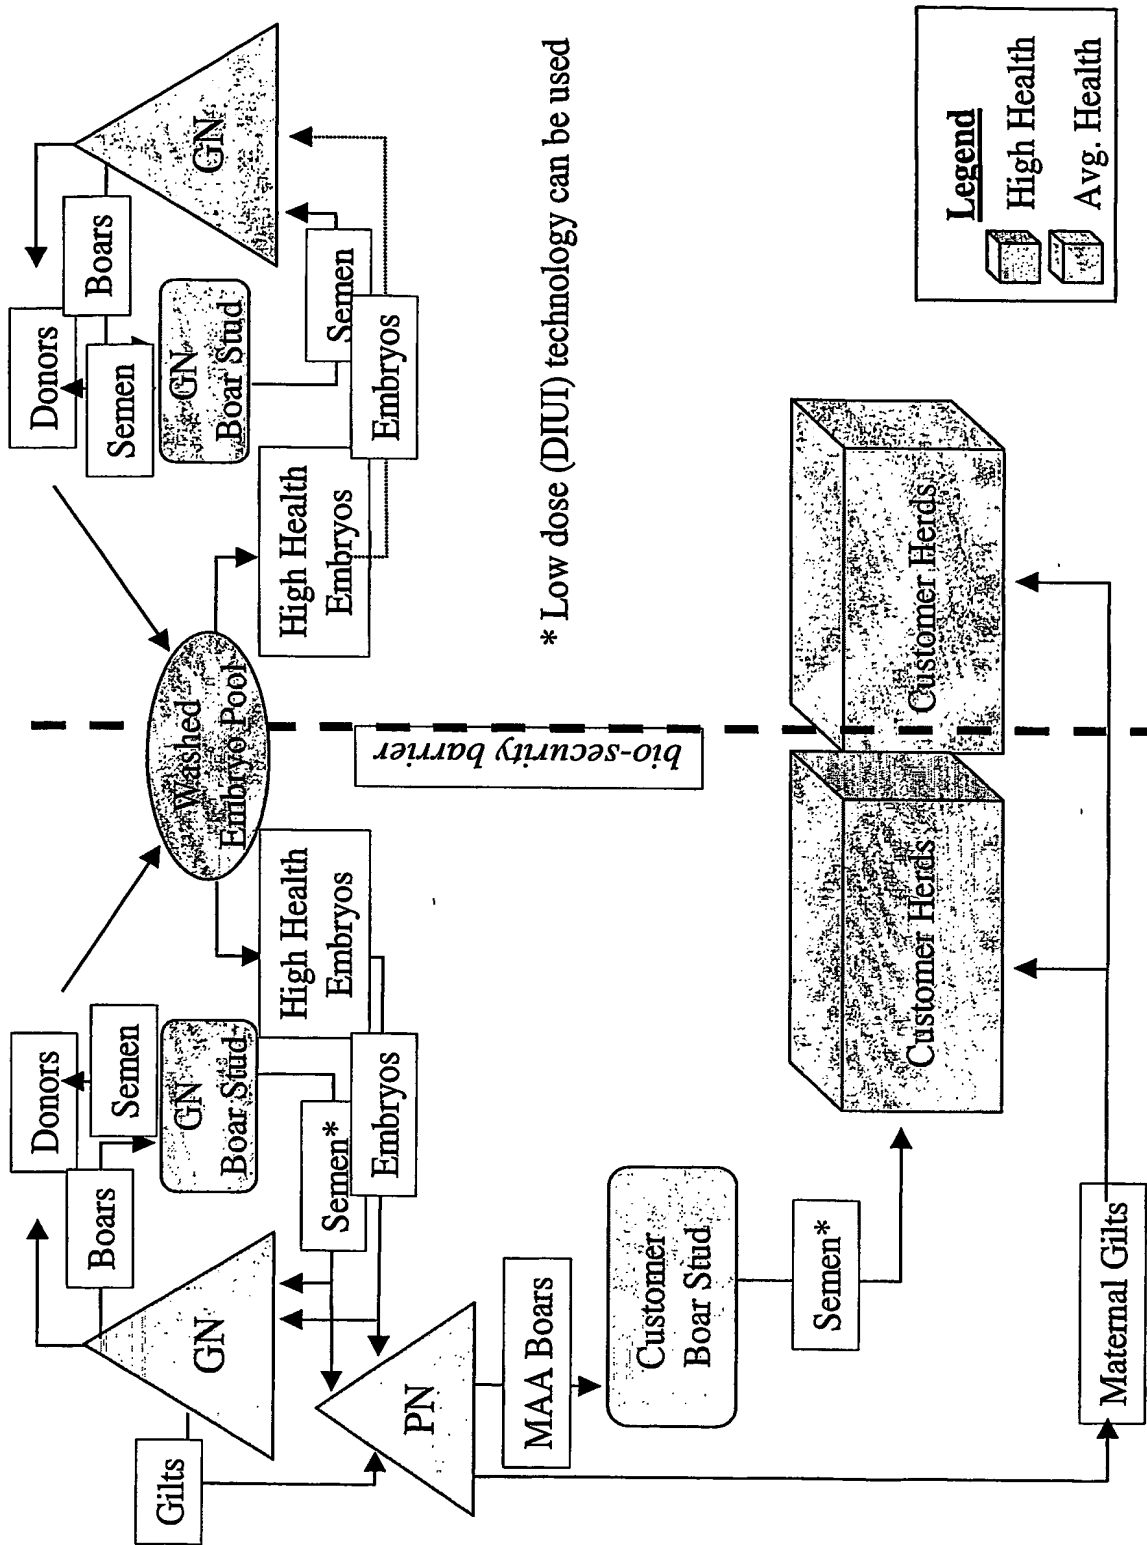 Donors
Boars
Semen
GN
GN
Boar Stud
Gilts
Semen*
High Health
Embryos
Embryos
PN
MAA Boars
Customer
Boar Stud
Semen*
Maternal Gilts
Washed
Embryo Pool
bio-security barrier
Customer Herds
Customer Herds
Donors
Boars
Semen
GN
Boar Stud
GN
High Health
Embryos
Semen
Embryos
* Low dose (DIUI) technology can be used
Legend
High Health
Avg. Health